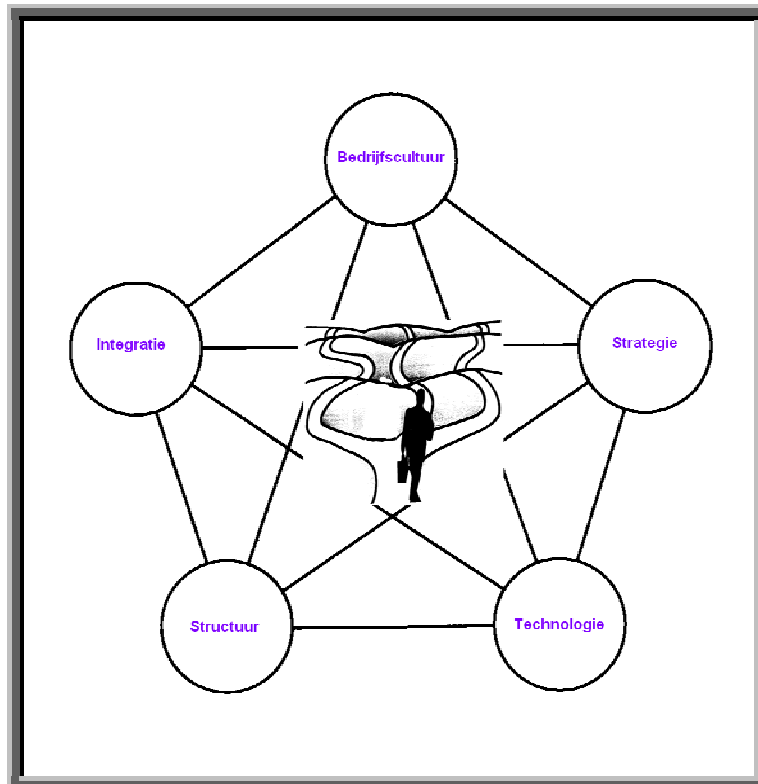 Bedrijfscultuur
Integratie
Strategie
Structuur
Technologie